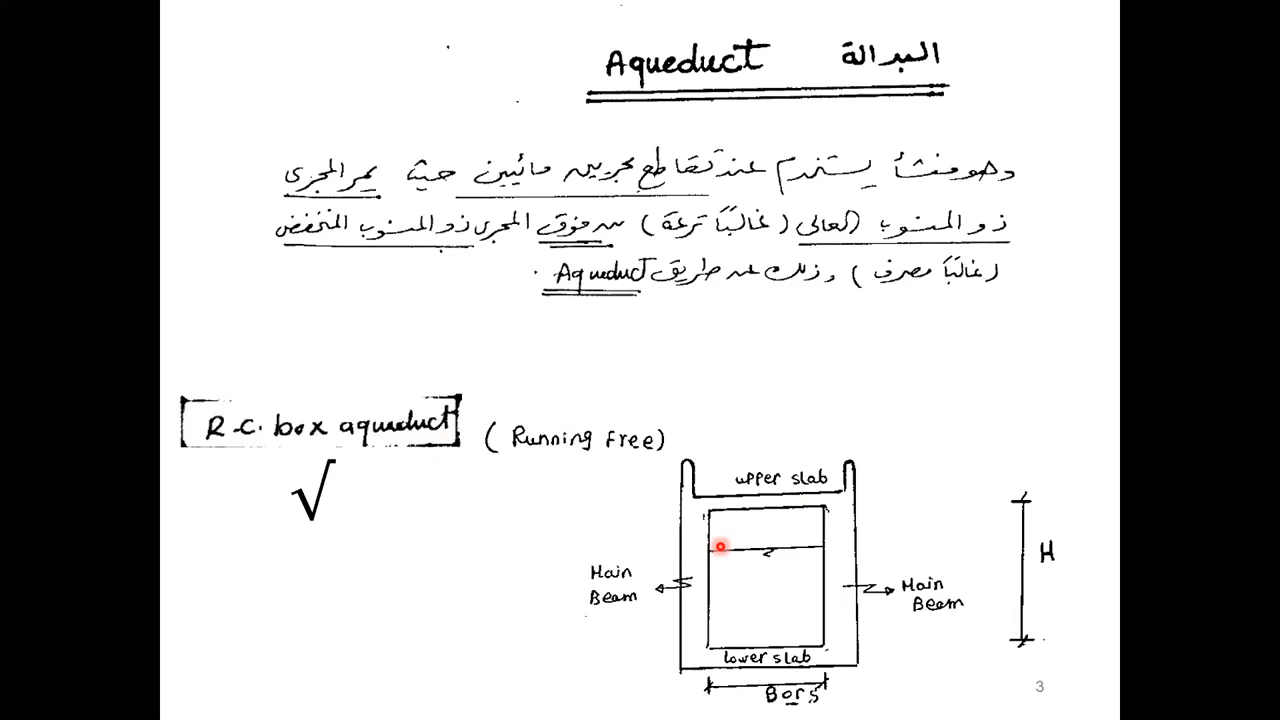 Aqueduct البدالة
وهو منشأ يستخدم عند تقاطع مجريين مائيين حيث يمر المجرى
ذو المنسوب العالى (غالبًا ترعة) من فوق المجرى ذو المنسوب المنخفض
(غالبًا مصرف) وذلك عن طريق Aqueduct .
R.C. box aqueduct (Running Free)
√
upper slab
H
Main
Beam
Main
Beam
lower slab
B or S
3